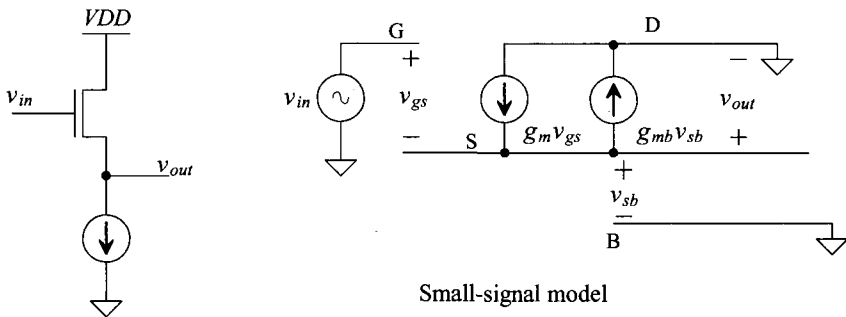 VDD
v_in
v_out
G
D
+
−
v_in
v_gs
v_out
−
S
g_m v_gs
g_mb v_sb
+
+
v_sb
−
B
Small-signal model